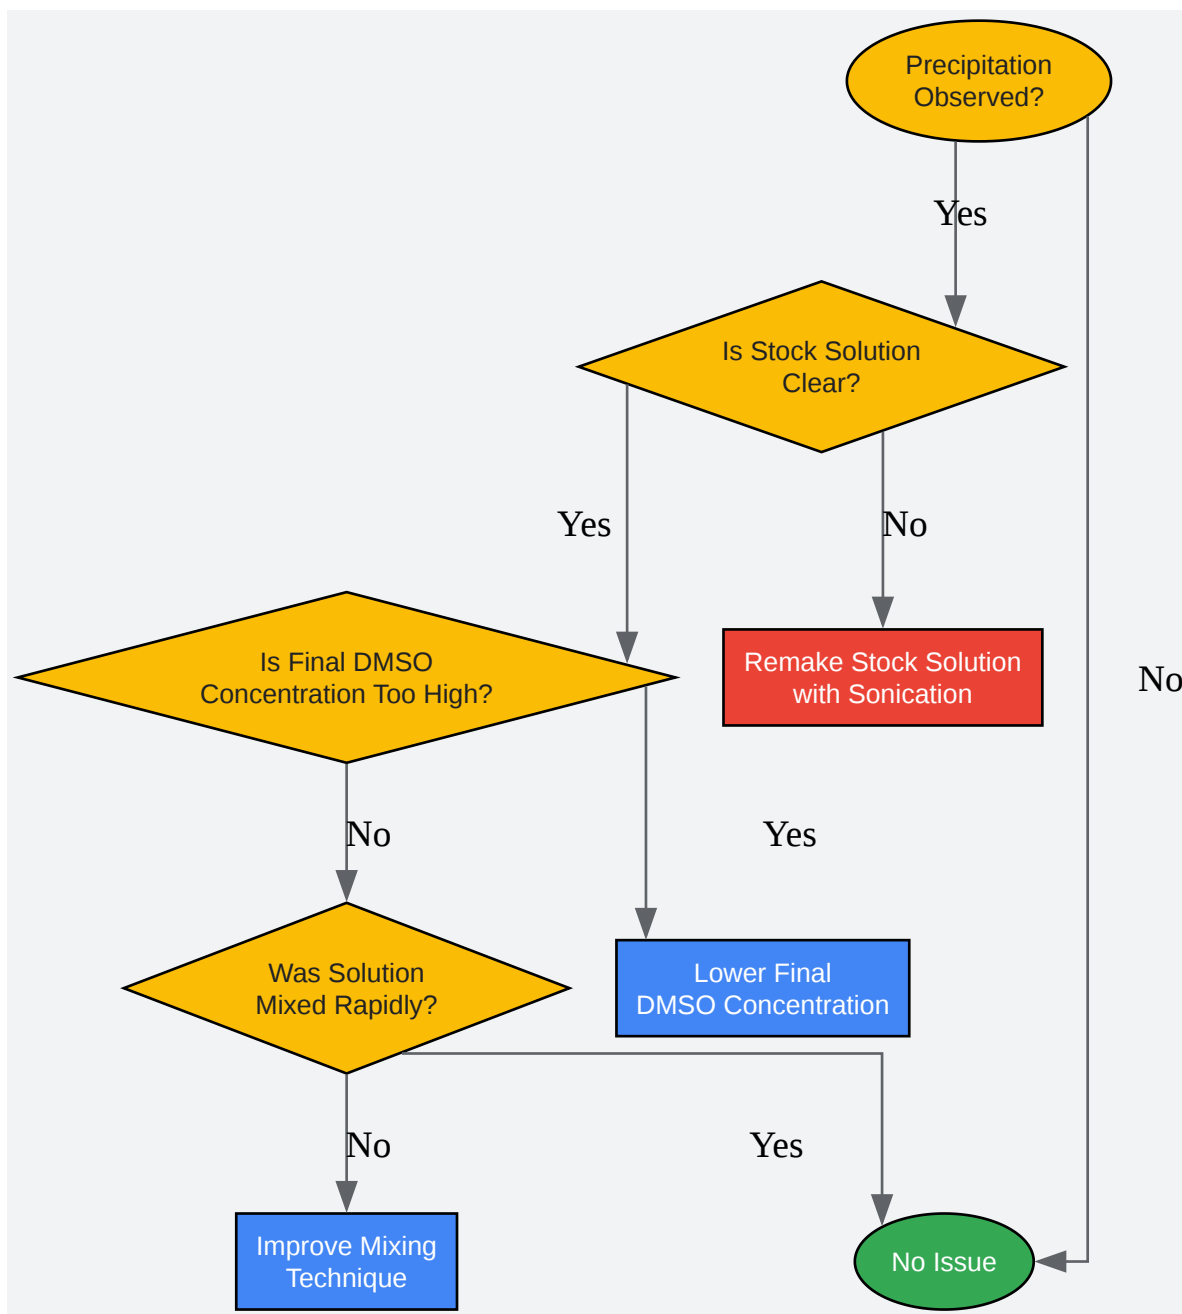 Precipitation
Observed?
Yes
Is Stock Solution
Clear?
Yes
No
Is Final DMSO
Concentration Too High?
Remake Stock Solution
with Sonication
No
No
Yes
Was Solution
Mixed Rapidly?
Lower Final
DMSO Concentration
No
Yes
Improve Mixing
Technique
No Issue